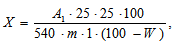 X = A₁ · 25 · 25 · 100 / 540 · m · 1 · (100 − W) ,